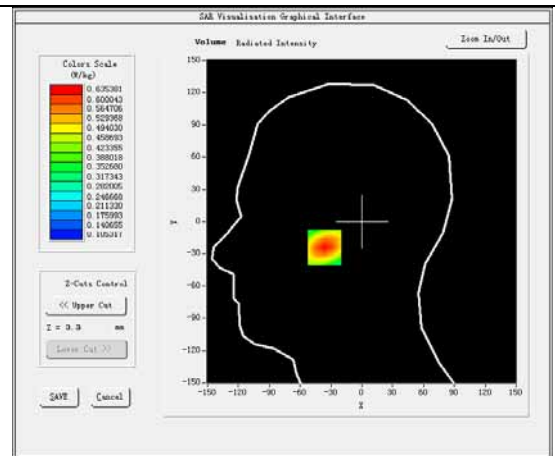 SAR Visualisation Graphical Interface
Volume Radiated Intensity
Zoom In/Out
Colors Scale
(W/kg)
0.635381
0.600043
0.564706
0.529368
0.494030
0.458693
0.423355
0.388018
0.352680
0.317343
0.282005
0.246668
0.211330
0.175993
0.140655
0.105317
Z-Cuts Control
<< Upper Cut
Z = 3.3 mm
Lower Cut >>
SAVE Cancel
150
120
90
60
30
Y 0
-30
-60
-90
-120
-150
-150 -120 -90 -60 -30 0 30 60 90 120 150
X